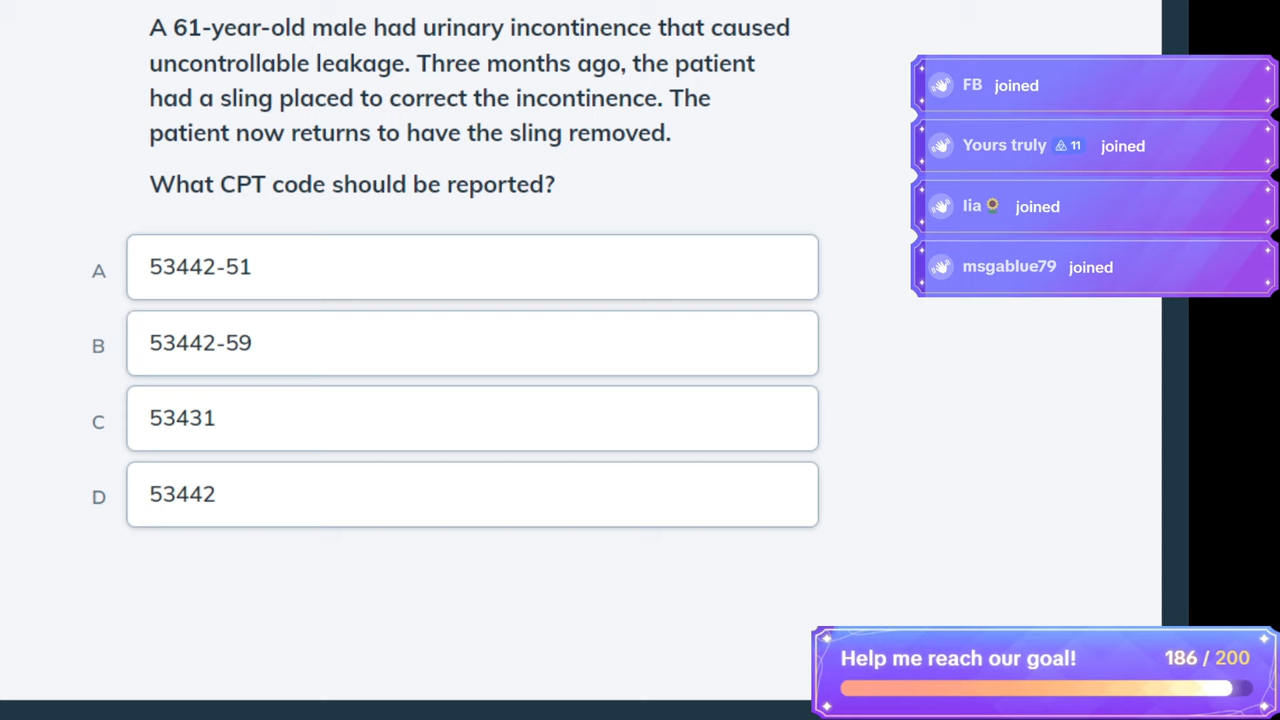 A 61-year-old male had urinary incontinence that caused
uncontrollable leakage. Three months ago, the patient
had a sling placed to correct the incontinence. The
patient now returns to have the sling removed.
What CPT code should be reported?
A 53442-51
B 53442-59
C 53431
D 53442
FB joined
Yours truly 11 joined
lia🌻 joined
msgablue79 joined
Help me reach our goal! 186 / 200